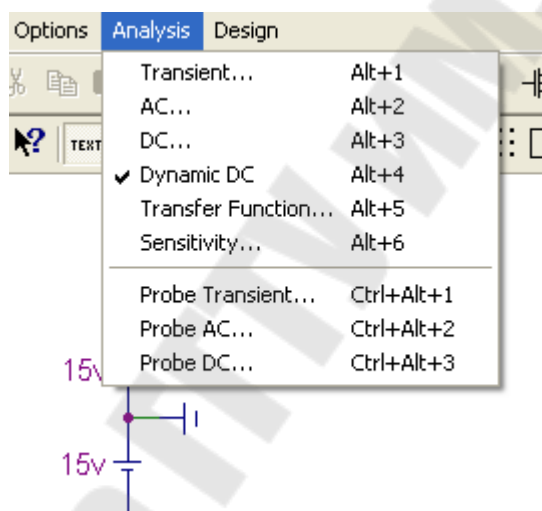 Options Analysis Design
Transient... Alt+1
AC... Alt+2
TEXT
DC... Alt+3
Dynamic DC Alt+4
Transfer Function... Alt+5
Sensitivity... Alt+6
Probe Transient... Ctrl+Alt+1
Probe AC... Ctrl+Alt+2
Probe DC... Ctrl+Alt+3
15v
15v